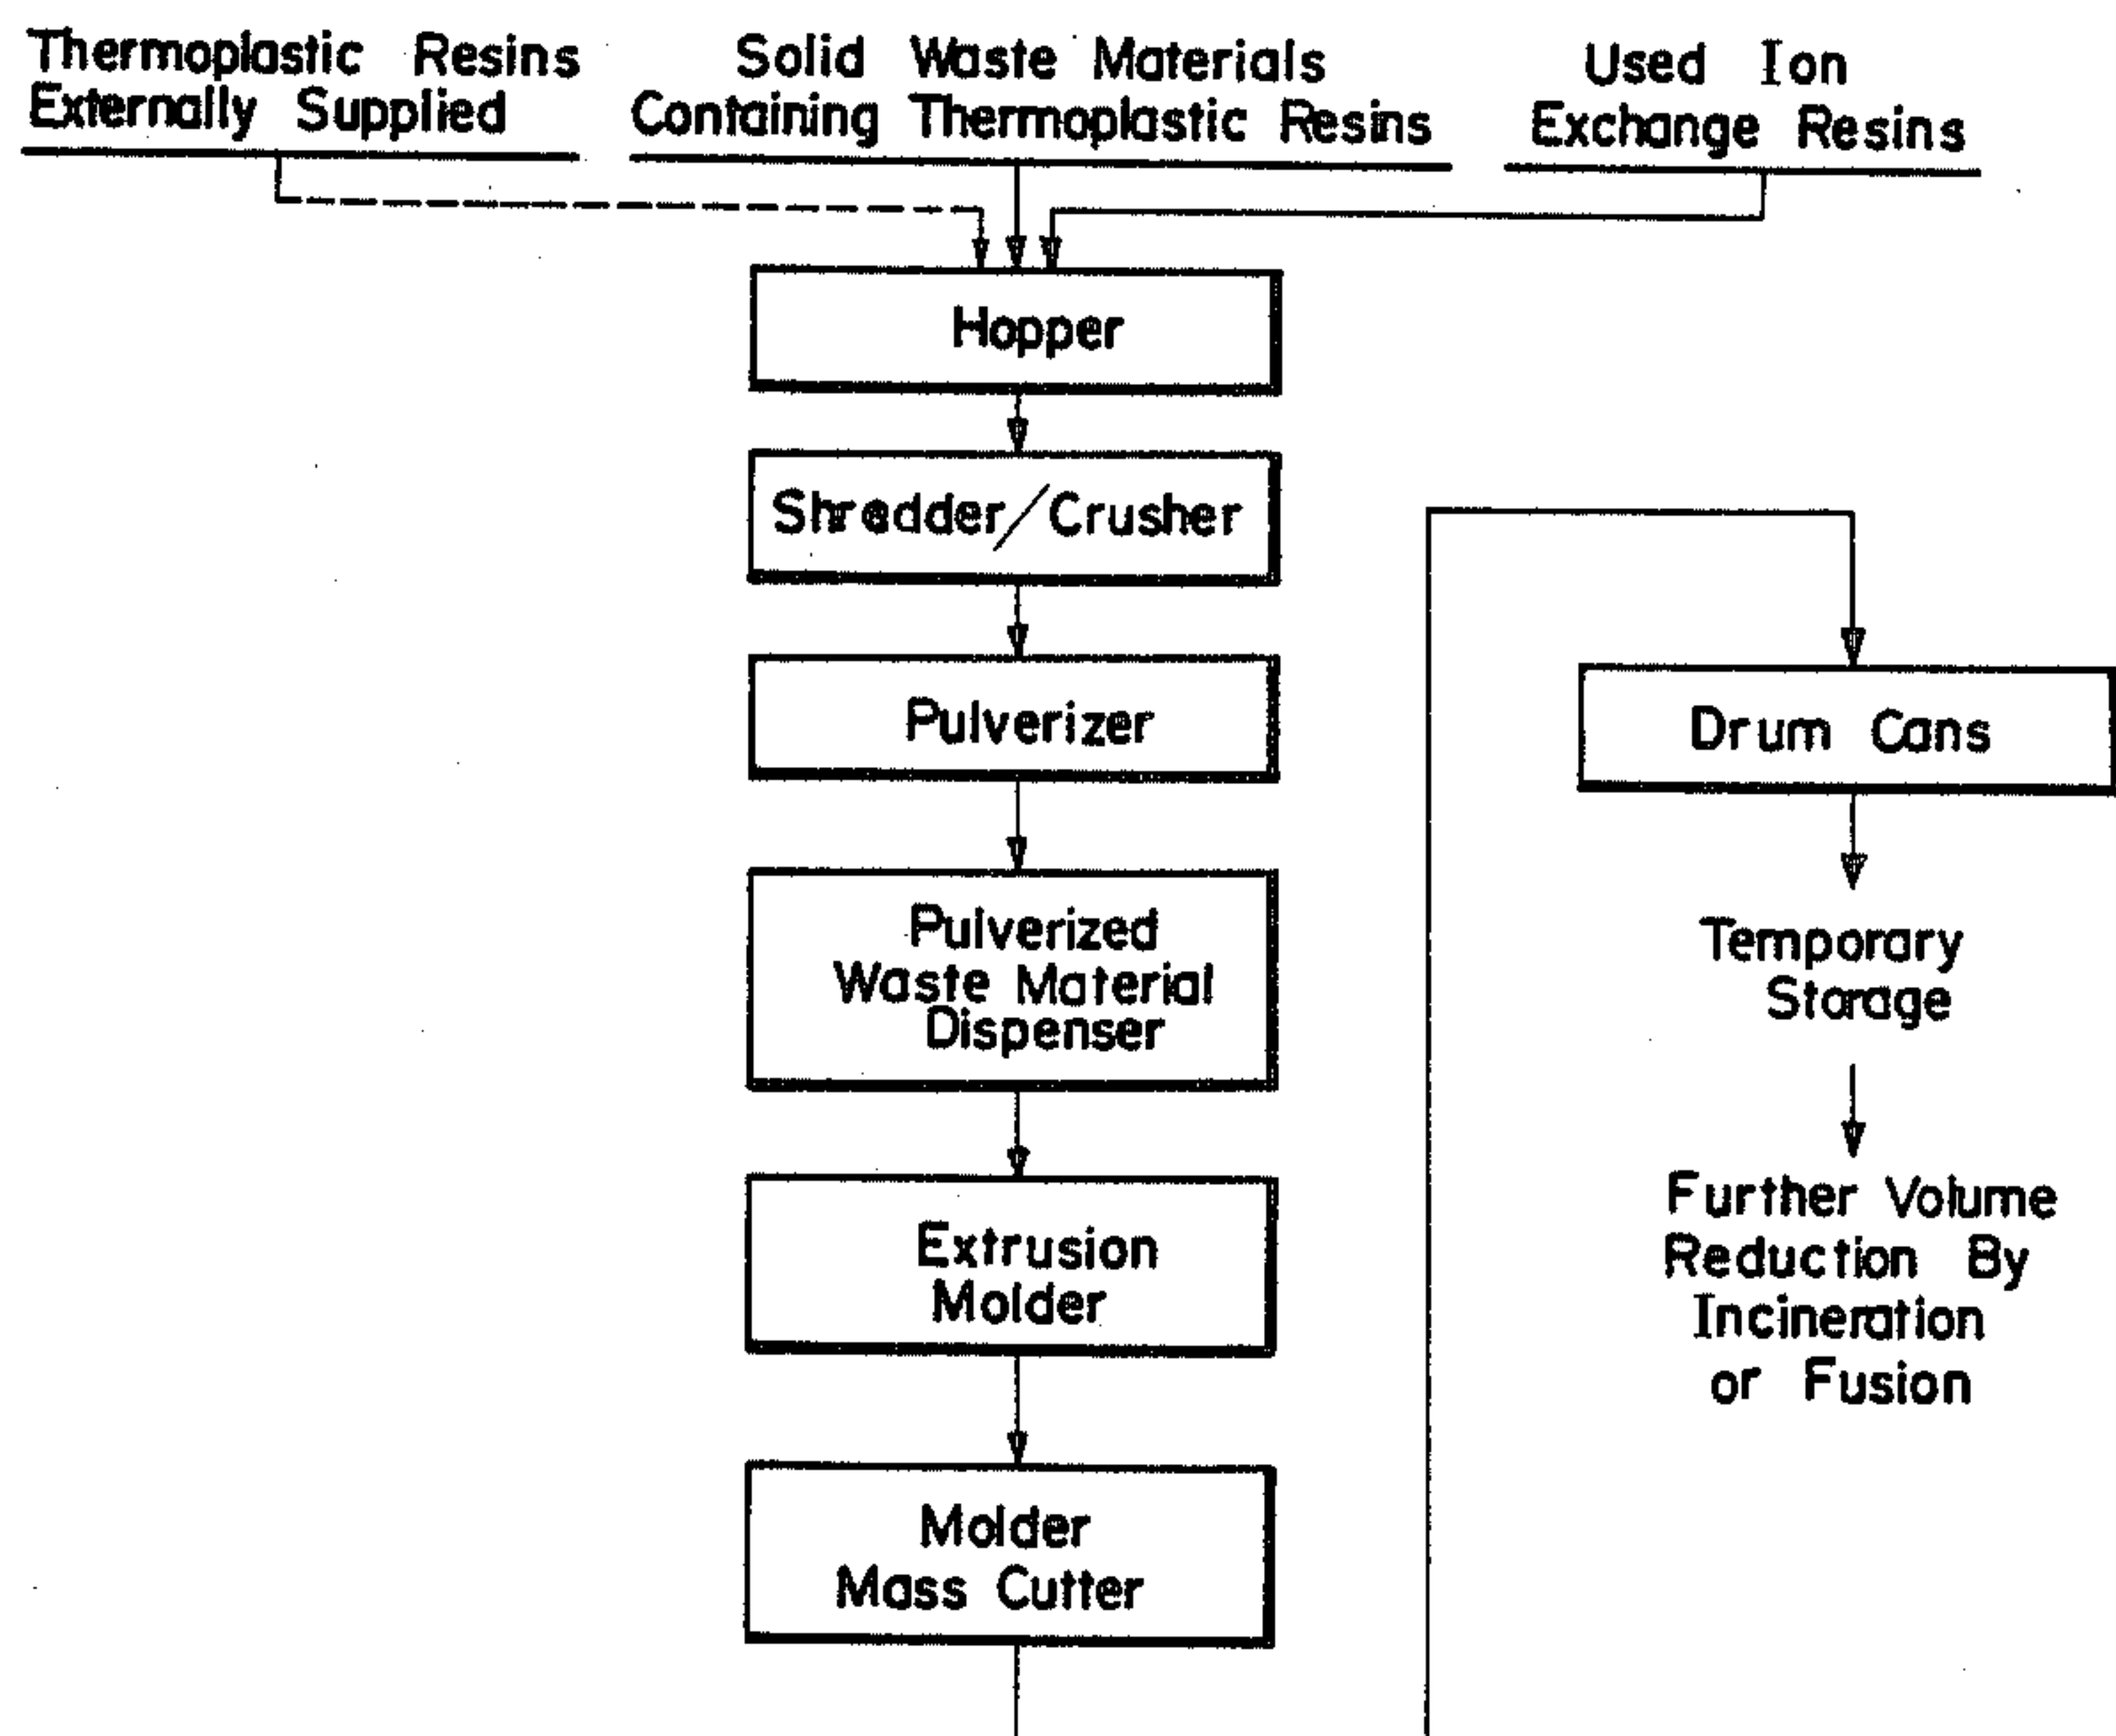 Thermoplastic Resins
Externally Supplied
Solid Waste Materials
Containing Thermoplastic Resins
Used Ion
Exchange Resins
Hopper
Shredder/Crusher
Pulverizer
Pulverized
Waste Material
Dispenser
Extrusion
Molder
Molder
Mass Cutter
Drum Cans
Temporary
Storage
Further Volume
Reduction By
Incineration
or Fusion